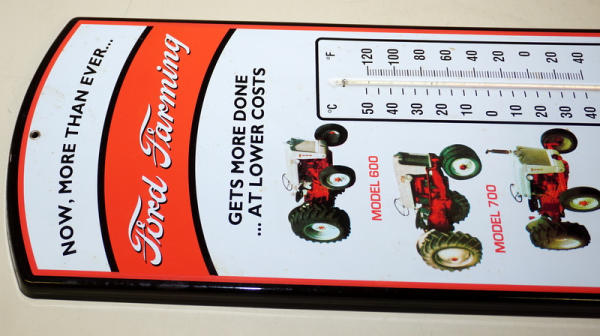 NOW, MORE THAN EVER...
Ford Farming
GETS MORE DONE
... AT LOWER COSTS
°C °F
50 120
40 100
30 80
20 60
10 40
0 20
10 0
20 20
30 40
40
MODEL 600
MODEL 700